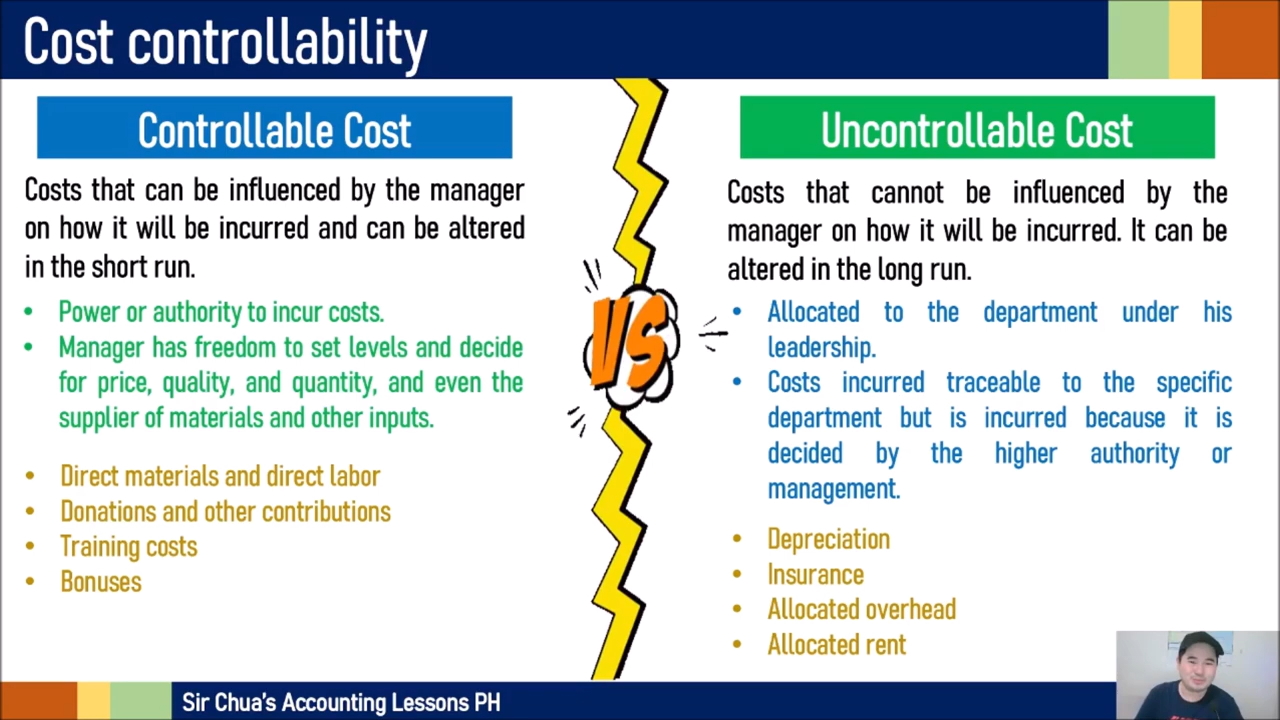 Cost controllability
Controllable Cost
Costs that can be influenced by the manager
on how it will be incurred and can be altered
in the short run.
• Power or authority to incur costs.
• Manager has freedom to set levels and decide
for price, quality, and quantity, and even the
supplier of materials and other inputs.
• Direct materials and direct labor
• Donations and other contributions
• Training costs
• Bonuses
VS
Uncontrollable Cost
Costs that cannot be influenced by the
manager on how it will be incurred. It can be
altered in the long run.
• Allocated to the department under his
leadership.
• Costs incurred traceable to the specific
department but is incurred because it is
decided by the higher authority or
management.
• Depreciation
• Insurance
• Allocated overhead
• Allocated rent
Sir Chua's Accounting Lessons PH